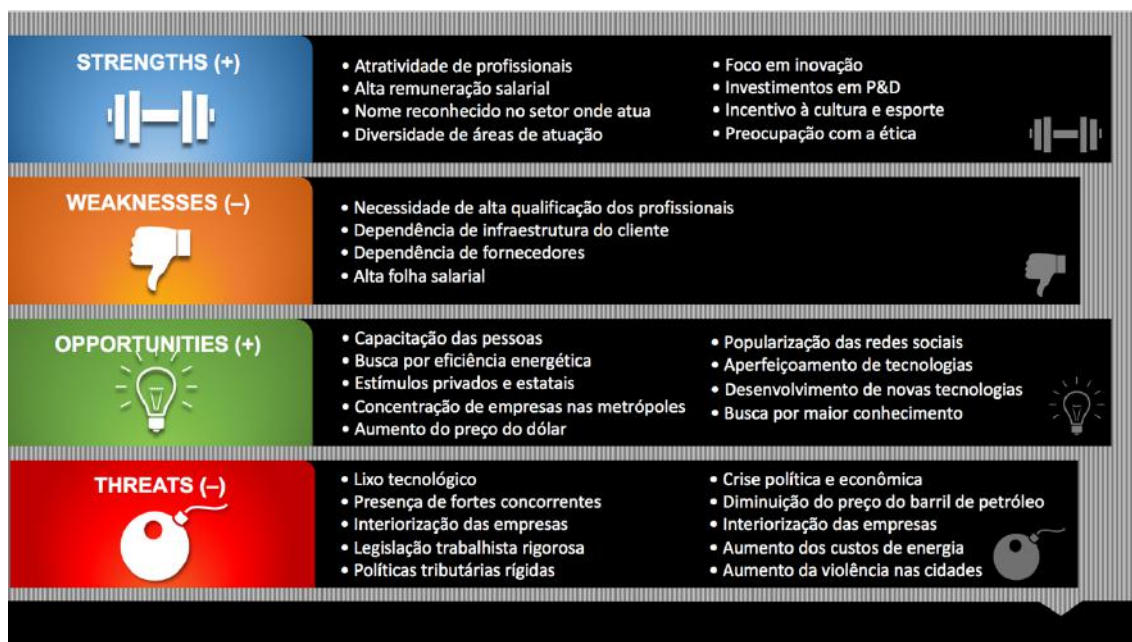 STRENGTHS (+)
• Atratividade de profissionais
• Alta remuneração salarial
• Nome reconhecido no setor onde atua
• Diversidade de áreas de atuação
• Foco em inovação
• Investimentos em P&D
• Incentivo à cultura e esporte
• Preocupação com a ética
WEAKNESSES (–)
• Necessidade de alta qualificação dos profissionais
• Dependência de infraestrutura do cliente
• Dependência de fornecedores
• Alta folha salarial
OPPORTUNITIES (+)
• Capacitação das pessoas
• Busca por eficiência energética
• Estímulos privados e estatais
• Concentração de empresas nas metrópoles
• Aumento do preço do dólar
• Popularização das redes sociais
• Aperfeiçoamento de tecnologias
• Desenvolvimento de novas tecnologias
• Busca por maior conhecimento
THREATS (–)
• Lixo tecnológico
• Presença de fortes concorrentes
• Interiorização das empresas
• Legislação trabalhista rigorosa
• Políticas tributárias rígidas
• Crise política e econômica
• Diminuição do preço do barril de petróleo
• Interiorização das empresas
• Aumento dos custos de energia
• Aumento da violência nas cidades